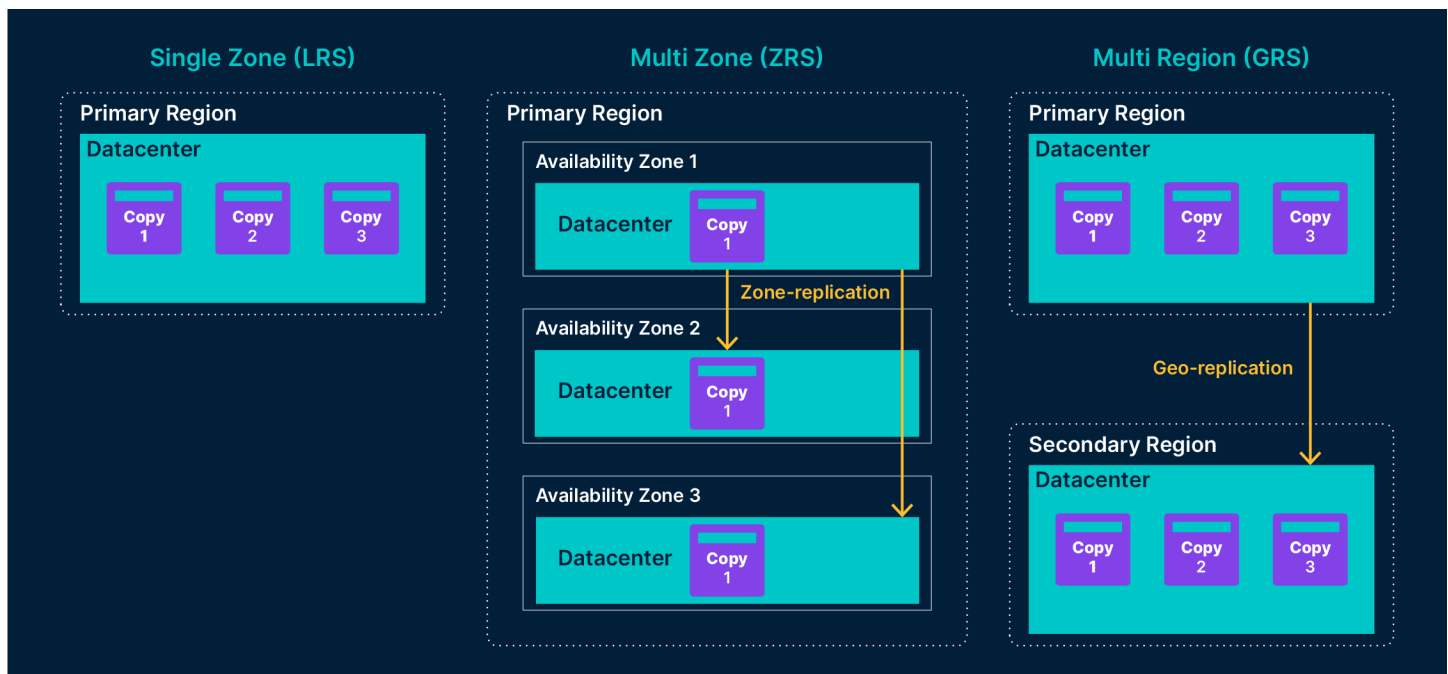 Single Zone (LRS)
Primary Region
Datacenter
Copy
1
Copy
2
Copy
3
Multi Zone (ZRS)
Primary Region
Availability Zone 1
Datacenter
Copy
1
Zone-replication
Availability Zone 2
Datacenter
Copy
1
Availability Zone 3
Datacenter
Copy
1
Multi Region (GRS)
Primary Region
Datacenter
Copy
1
Copy
2
Copy
3
Geo-replication
Secondary Region
Datacenter
Copy
1
Copy
2
Copy
3